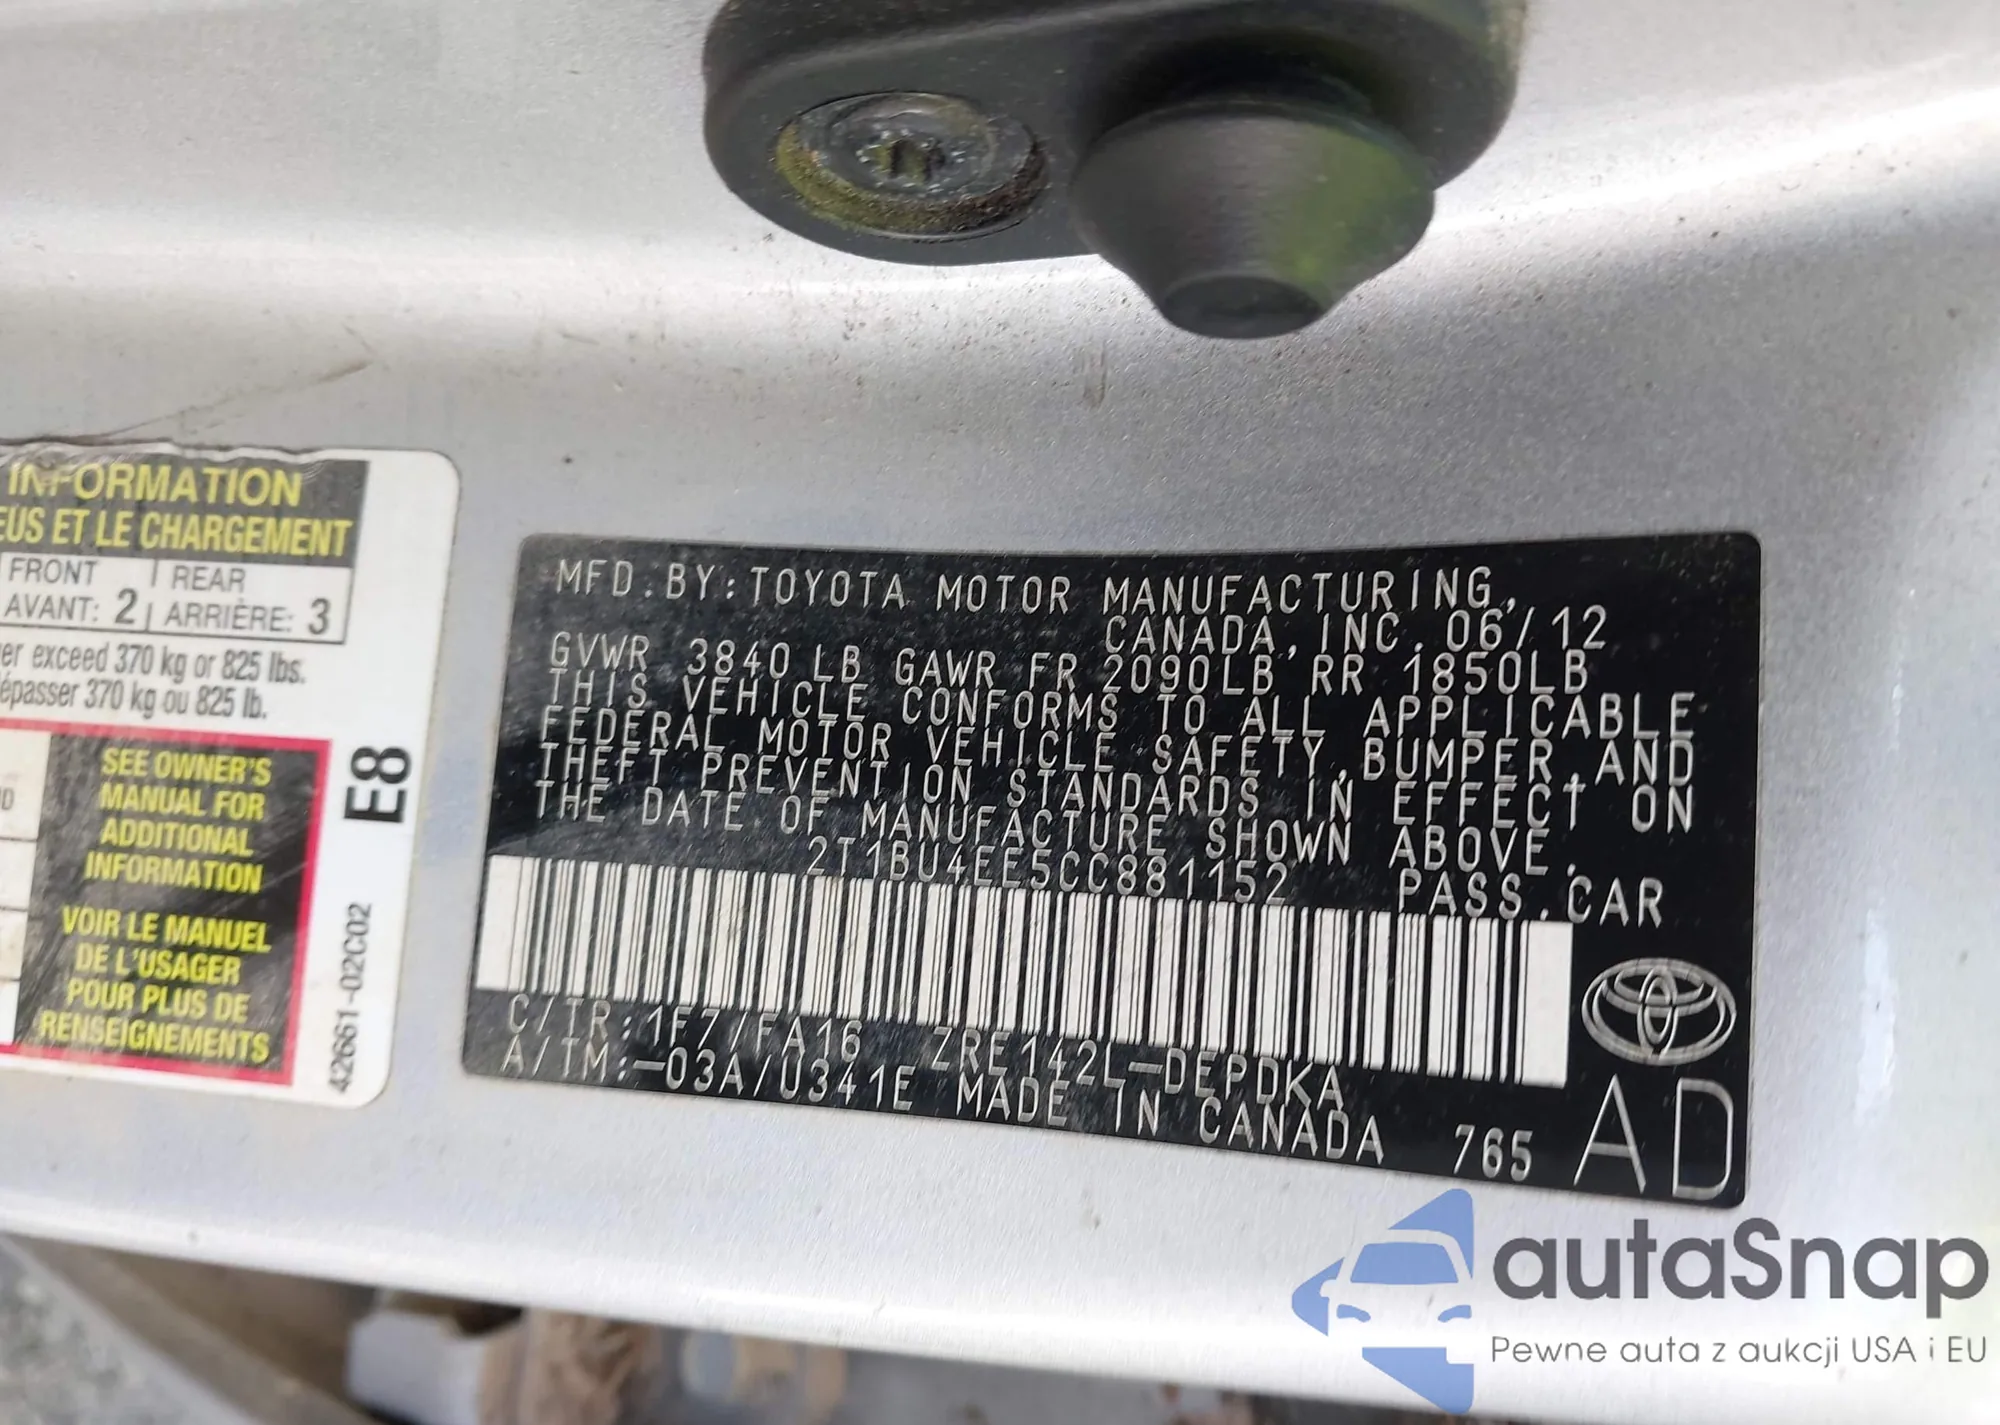 INFORMATION
EUS ET LE CHARGEMENT
FRONT REAR
AVANT: 2 ARRIÈRE: 3
er exceed 370 kg or 825 lbs.
épasser 370 kg ou 825 lb.
SEE OWNER'S
MANUAL FOR
ADDITIONAL
INFORMATION
VOIR LE MANUEL
DE L'USAGER
POUR PLUS DE
RENSEIGNEMENTS
E8
42661-02C02
MFD.BY:TOYOTA MOTOR MANUFACTURING,
CANADA,INC.06/12
GVWR 3840LB GAWR FR 2090LB RR 1850LB
THIS VEHICLE CONFORMS TO ALL APPLICABLE
FEDERAL MOTOR VEHICLE SAFETY,BUMPER,AND
THEFT PREVENTION STANDARDS IN EFFECT ON
THE DATE OF MANUFACTURE SHOWN ABOVE.
2T1BU4EE5CC881152 PASS.CAR
C/TR:1F7/FA16 ZRE142L-DEPDKA
A/TM:-03A/U341E MADE IN CANADA 765
AD
autaSnap
Pewne auta z aukcji USA i EU